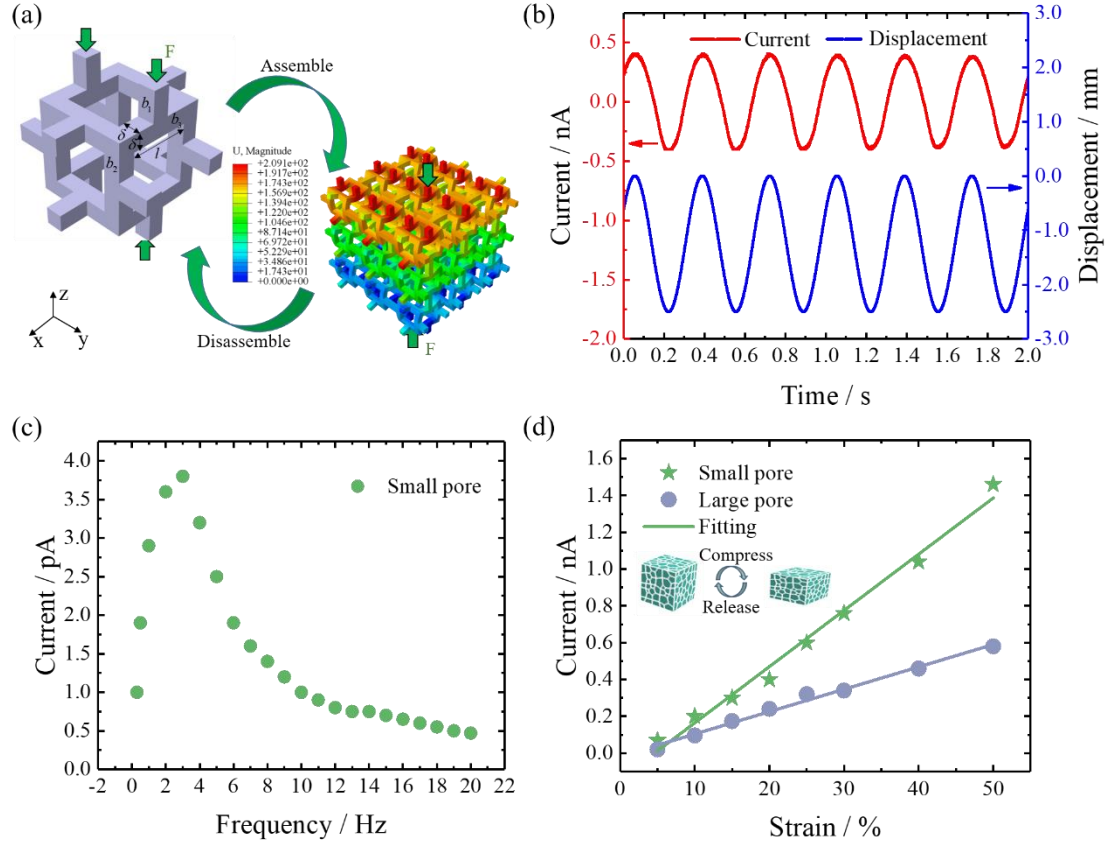 (a)
F
b₁
b₃
δ
δ
b₂
l
Assemble
U, Magnitude
+2.091e+02
+1.917e+02
+1.743e+02
+1.569e+02
+1.394e+02
+1.220e+02
+1.046e+02
+8.714e+01
+6.972e+01
+5.229e+01
+3.486e+01
+1.743e+01
+0.000e+00
Disassemble
F
z
x
y
(b)
Current
Displacement
0.5
0.0
-0.5
-1.0
-1.5
-2.0
Current / nA
3.0
2.0
1.0
0.0
-1.0
-2.0
-3.0
Displacement / mm
0.0 0.2 0.4 0.6 0.8 1.0 1.2 1.4 1.6 1.8 2.0
Time / s
(c)
Small pore
4.0
3.5
3.0
2.5
2.0
1.5
1.0
0.5
0.0
Current / pA
-2 0 2 4 6 8 10 12 14 16 18 20 22
Frequency / Hz
(d)
Small pore
Large pore
Fitting
Compress
Release
1.6
1.4
1.2
1.0
0.8
0.6
0.4
0.2
0.0
Current / nA
0 10 20 30 40 50
Strain / %